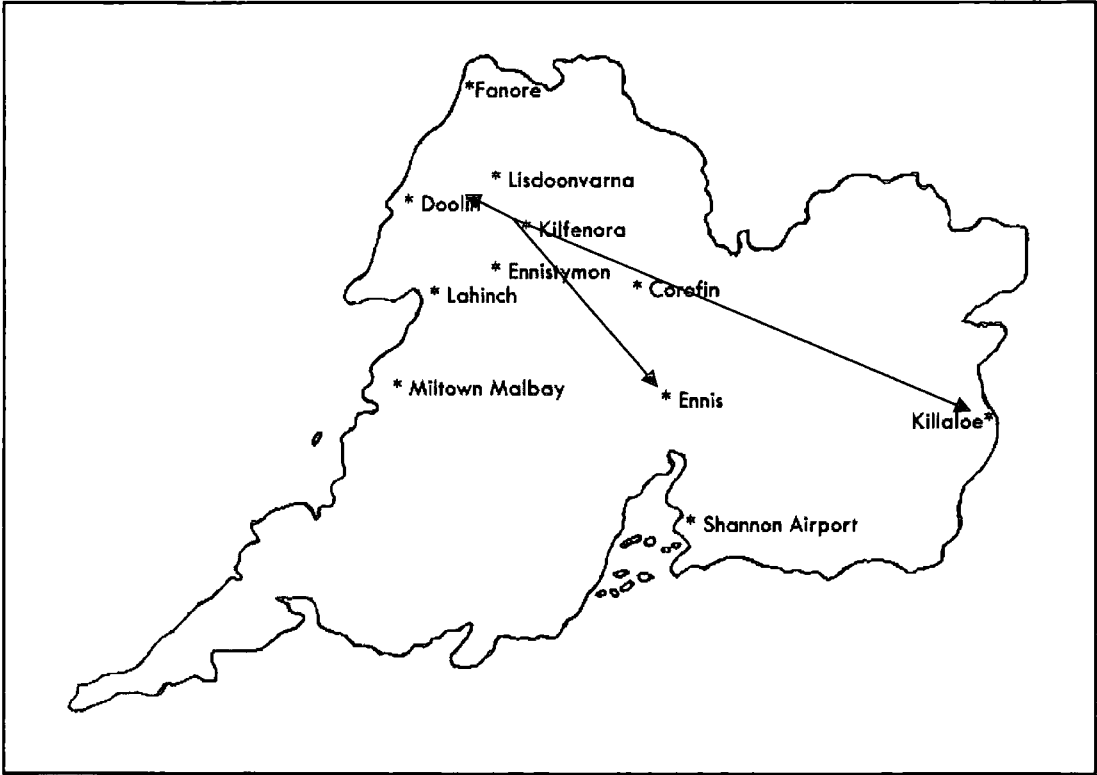 *Fanore
* Lisdoonvarna
* Doolin
* Kilfenora
* Ennistymon
* Corofin
* Lahinch
* Miltown Malbay
* Ennis
Killaloe*
* Shannon Airport